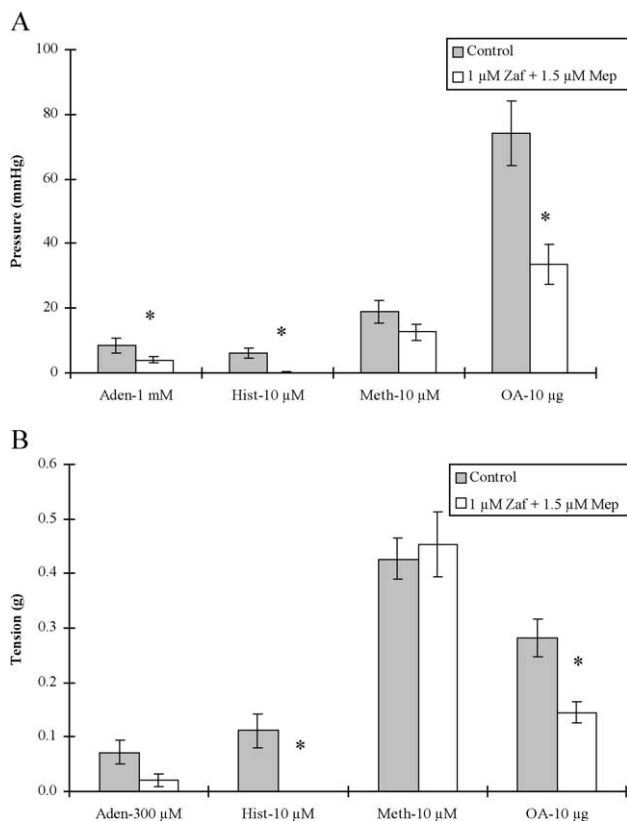 A
100
80
60
40
20
0
Pressure (mmHg)
Control
1 µM Zaf + 1.5 µM Mep
*
*
*
Aden-1 mM Hist-10 µM Meth-10 µM OA-10 µg
B
0.6
0.5
0.4
0.3
0.2
0.1
0.0
Tension (g)
Control
1 µM Zaf + 1.5 µM Mep
*
*
Aden-300 µM Hist-10 µM Meth-10 µM OA-10 µg